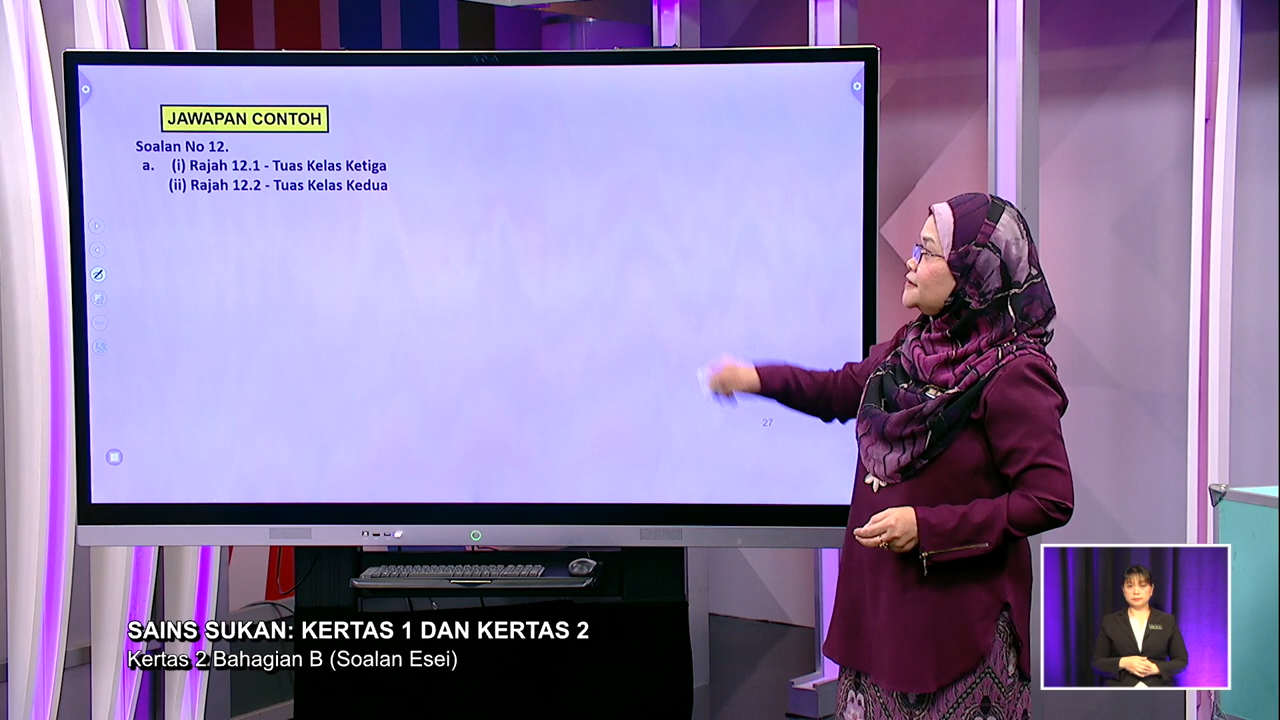 JAWAPAN CONTOH
Soalan No 12.
a. (i) Rajah 12.1 - Tuas Kelas Ketiga
(ii) Rajah 12.2 - Tuas Kelas Kedua
27
SAINS SUKAN: KERTAS 1 DAN KERTAS 2
Kertas 2 Bahagian B (Soalan Esei)